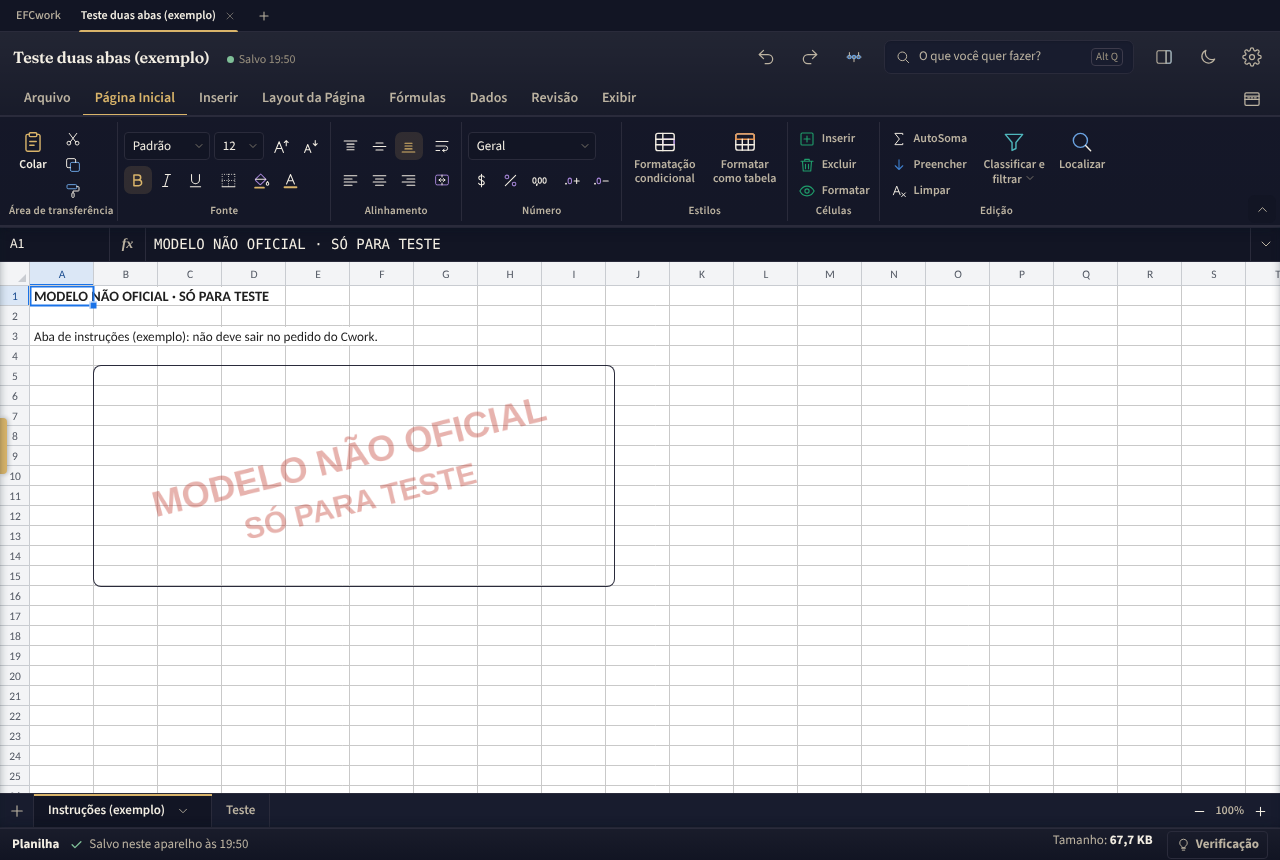 EFCwork
Teste duas abas (exemplo)
Teste duas abas (exemplo)
Salvo 19:50
O que você quer fazer?
Alt Q
Arquivo
Página Inicial
Inserir
Layout da Página
Fórmulas
Dados
Revisão
Exibir
Colar
Área de transferência
Padrão
12
B I U A
Fonte
Alinhamento
Geral
$ % 000 .0+ .0−
Número
Formatação condicional
Formatar como tabela
Estilos
Inserir
Excluir
Formatar
Células
AutoSoma
Preencher
Limpar
Classificar e filtrar
Localizar
Edição
A1
fx
MODELO NÃO OFICIAL · SÓ PARA TESTE
A B C D E F G H I J K L M N O P Q R S T
1 MODELO NÃO OFICIAL · SÓ PARA TESTE
2
3 Aba de instruções (exemplo): não deve sair no pedido do Cwork.
4
5
6
7
8
9
10
11
12
13
14
15
MODELO NÃO OFICIAL
SÓ PARA TESTE
16
17
18
19
20
21
22
23
24
25
Instruções (exemplo)
Teste
100%
Planilha
Salvo neste aparelho às 19:50
Tamanho: 67,7 KB
Verificação